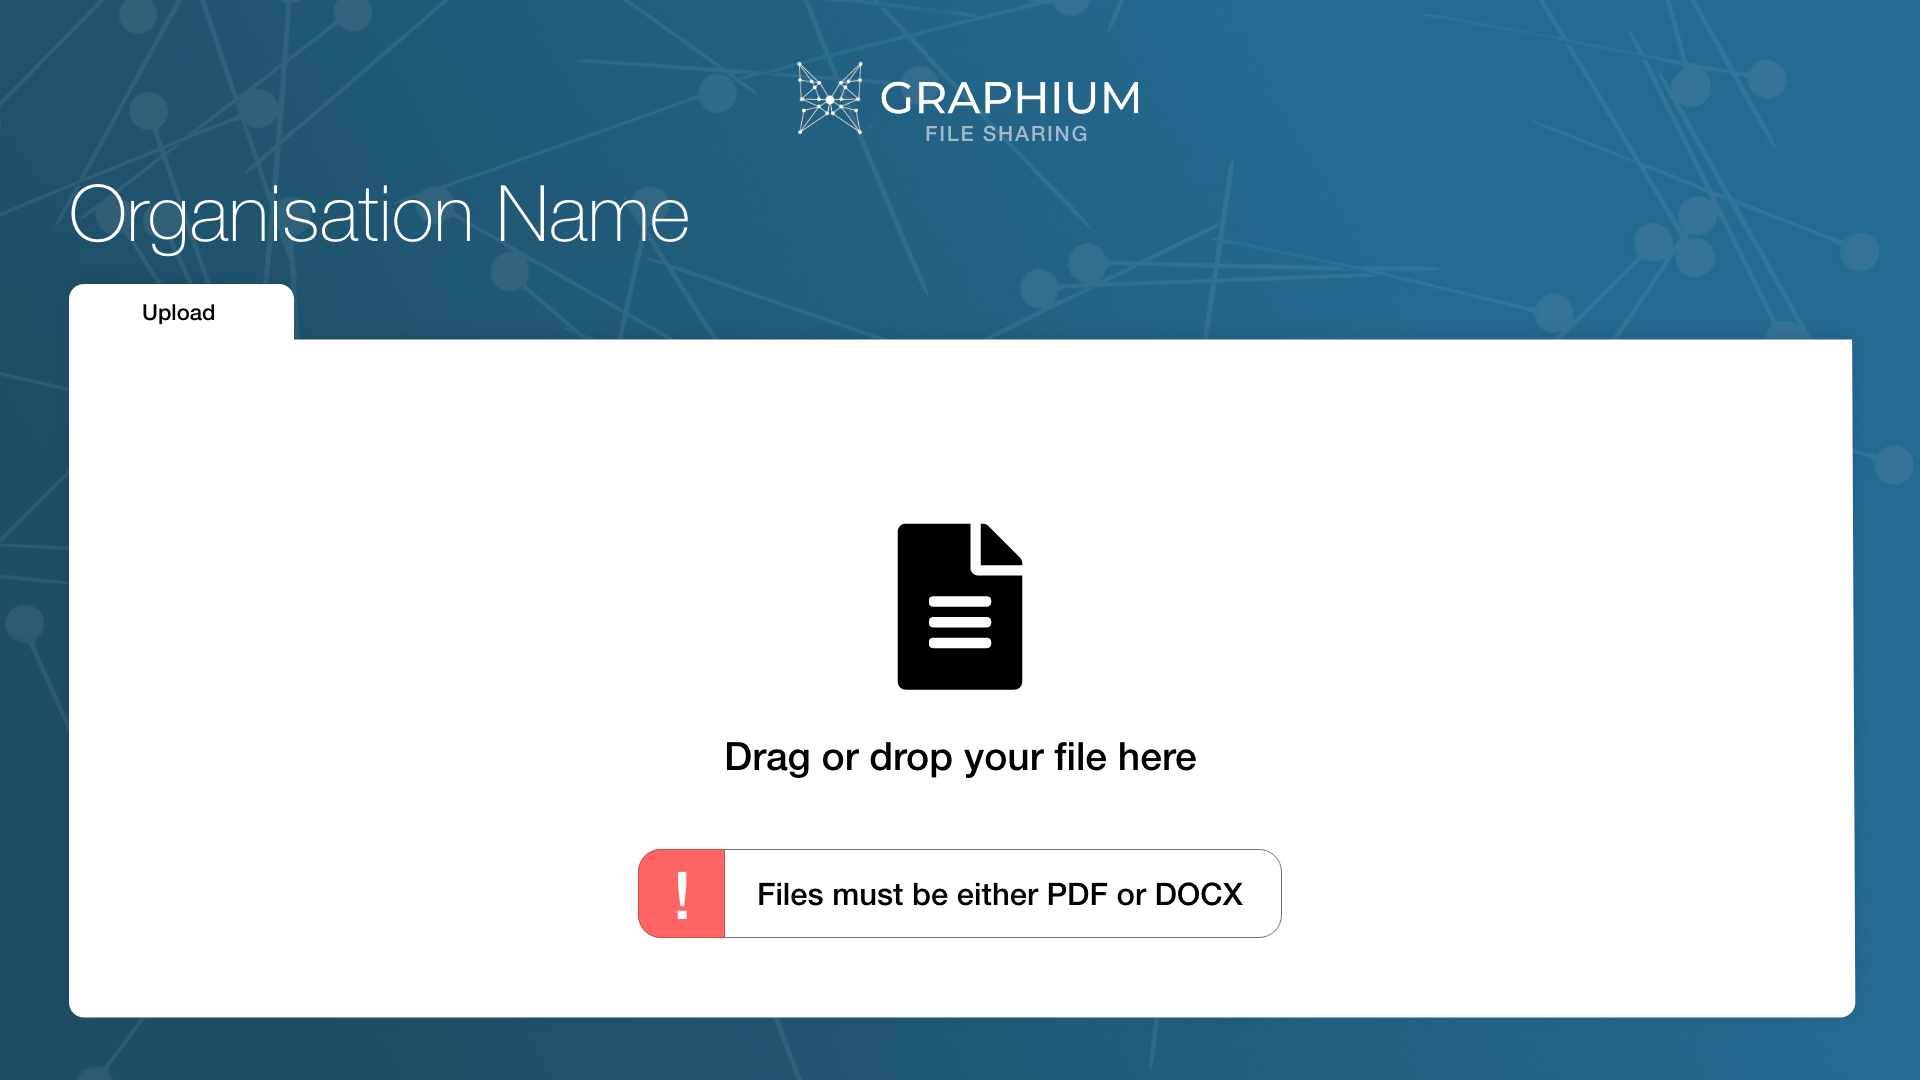 GRAPHIUM
FILE SHARING
Organisation Name
Upload
Drag or drop your file here
! Files must be either PDF or DOCX